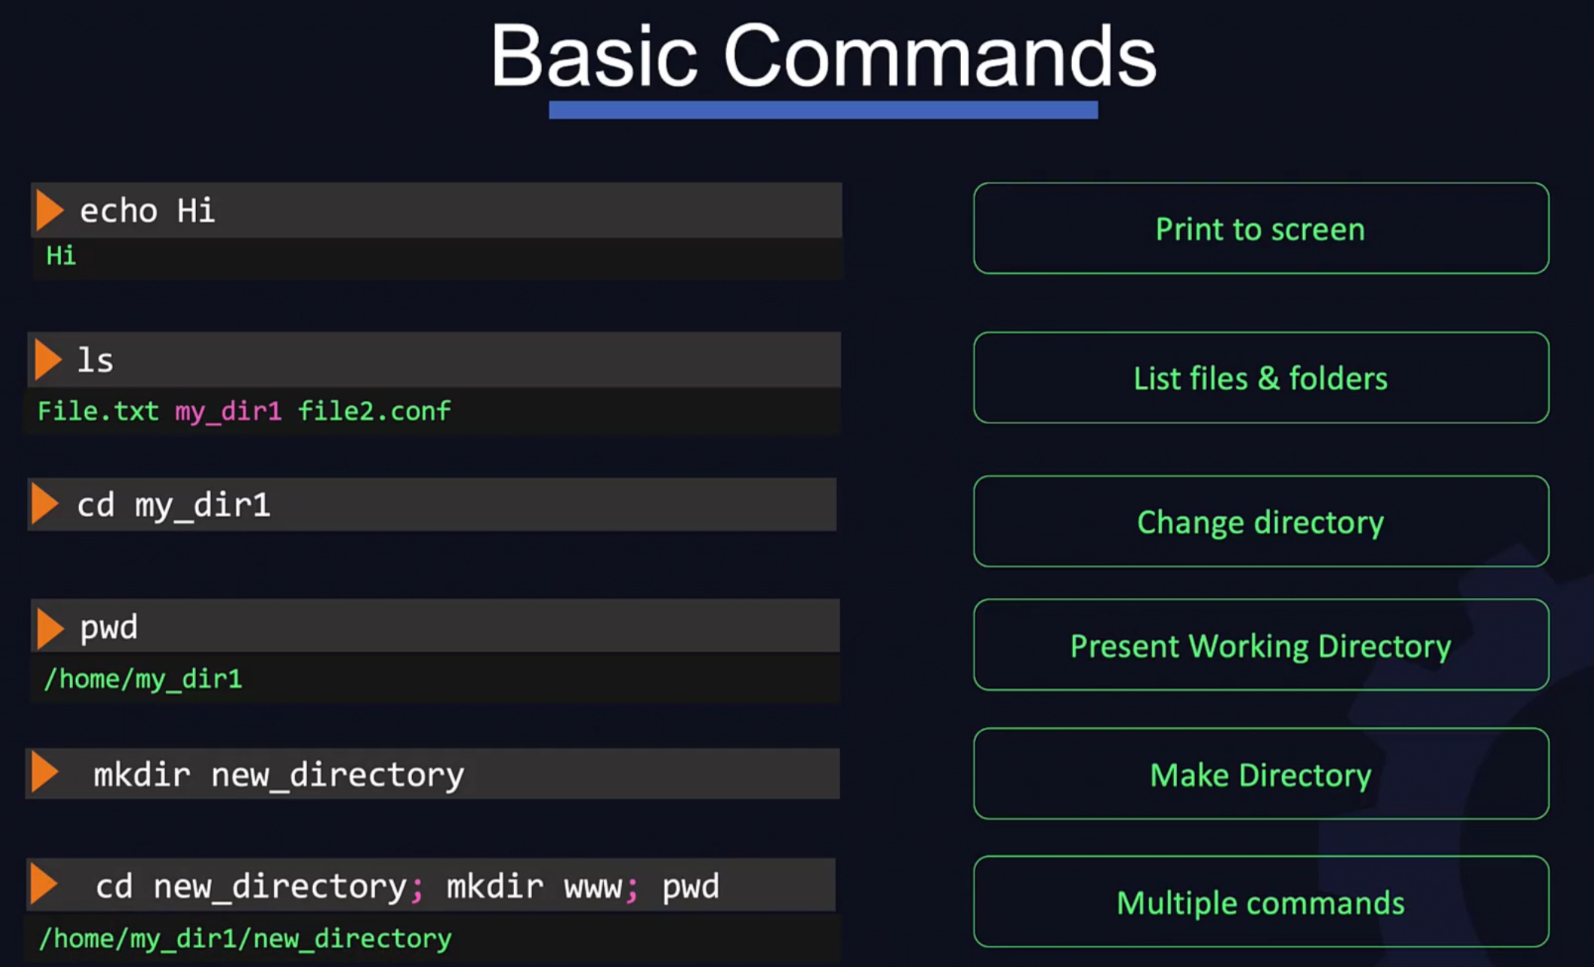 Basic Commands
echo Hi
Hi
Print to screen
ls
File.txt my_dir1 file2.conf
List files & folders
cd my_dir1
Change directory
pwd
/home/my_dir1
Present Working Directory
mkdir new_directory
Make Directory
cd new_directory; mkdir www; pwd
/home/my_dir1/new_directory
Multiple commands